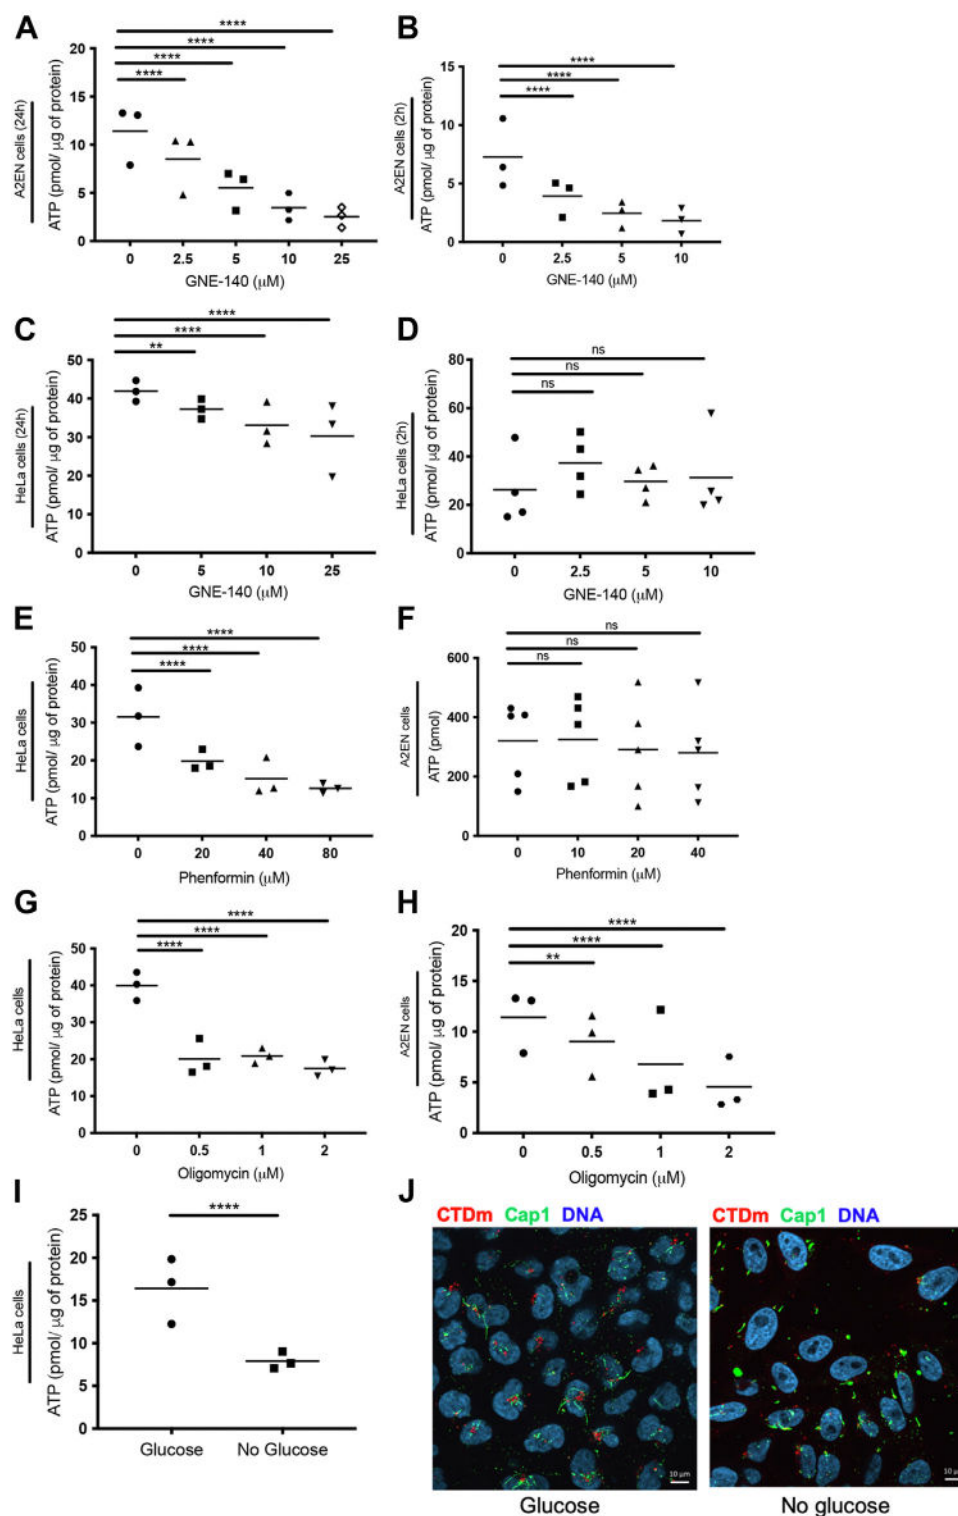 A
****
****
****
****
20
15
10
5
0
A2EN cells (24h)
ATP (pmol/ μg of protein)
0 2.5 5 10 25
GNE-140 (μM)
B
****
****
****
15
10
5
0
A2EN cells (2h)
ATP (pmol/ μg of protein)
0 2.5 5 10
GNE-140 (μM)
C
****
****
**
50
40
30
20
10
0
HeLa cells (24h)
ATP (pmol/ μg of protein)
0 5 10 25
GNE-140 (μM)
D
ns
ns
ns
80
60
40
20
0
HeLa cells (2h)
ATP (pmol/ μg of protein)
0 2.5 5 10
GNE-140 (μM)
E
****
****
****
50
40
30
20
10
0
HeLa cells
ATP (pmol/ μg of protein)
0 20 40 80
Phenformin (μM)
F
ns
ns
ns
600
400
200
0
A2EN cells
ATP (pmol)
0 10 20 40
Phenformin (μM)
G
****
****
****
50
40
30
20
10
0
HeLa cells
ATP (pmol/ μg of protein)
0 0.5 1 2
Oligomycin (μM)
H
****
****
**
20
15
10
5
0
A2EN cells
ATP (pmol/ μg of protein)
0 0.5 1 2
Oligomycin (μM)
I
****
25
20
15
10
5
0
HeLa cells
ATP (pmol/ μg of protein)
Glucose No Glucose
J
CTDm Cap1 DNA
10 μm
Glucose
CTDm Cap1 DNA
10 μm
No glucose